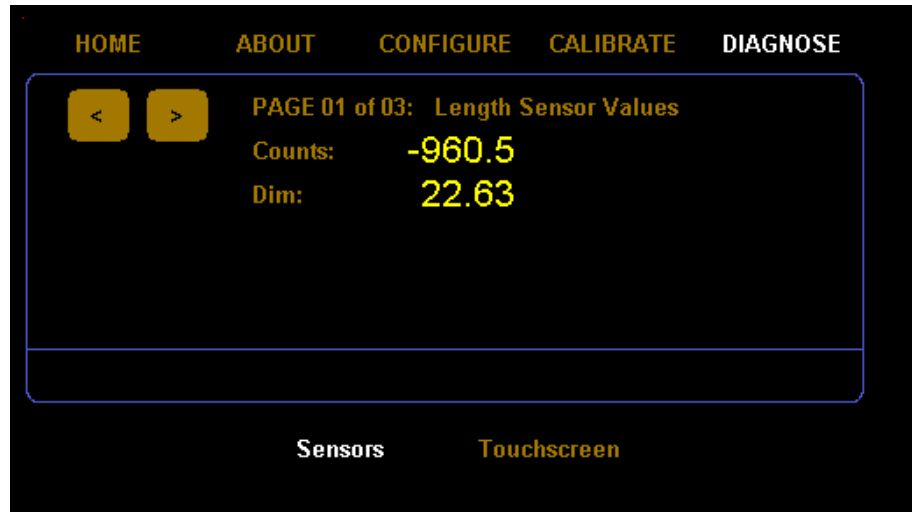 HOME ABOUT CONFIGURE CALIBRATE DIAGNOSE
< > PAGE 01 of 03: Length Sensor Values
Counts: -960.5
Dim: 22.63
Sensors Touchscreen